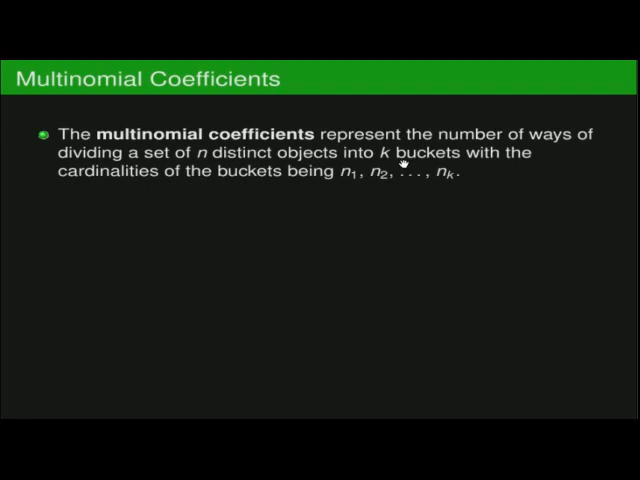 Multinomial Coefficients
The multinomial coefficients represent the number of ways of
dividing a set of n distinct objects into k buckets with the
cardinalities of the buckets being n₁, n₂, . . . , nₖ.